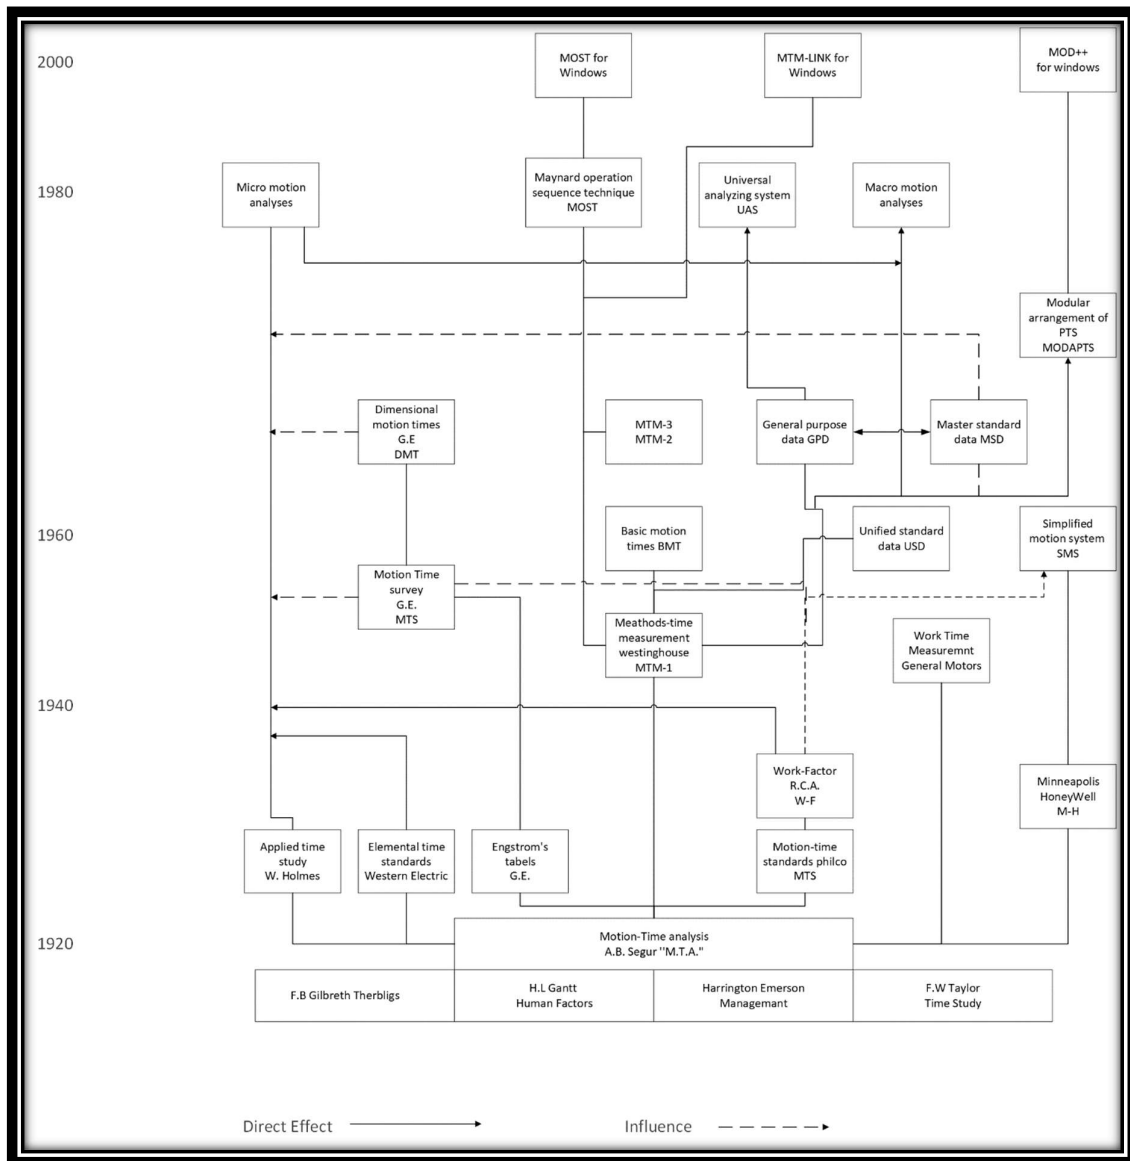 2000
MOST for
Windows
MTM-LINK for
Windows
MOD++
for windows
1980
Micro motion
analyses
Maynard operation
sequence technique
MOST
Universal
analyzing system
UAS
Macro motion
analyses
Modular
arrangement of
PTS
MODAPTS
Dimensional
motion times
G.E
DMT
MTM-3
MTM-2
General purpose
data GPD
Master standard
data MSD
1960
Basic motion
times BMT
Unified standard
data USD
Simplified
motion system
SMS
Motion Time
survey
G.E.
MTS
Meathods-time
measurement
westinghouse
MTM-1
Work Time
Measuremnt
General Motors
1940
Work-Factor
R.C.A.
W-F
Minneapolis
HoneyWell
M-H
Applied time
study
W. Holmes
Elemental time
standards
Western Electric
Engstrom's
tabels
G.E.
Motion-time
standards philco
MTS
1920
Motion-Time analysis
A.B. Segur "M.T.A."
F.B Gilbreth Therbligs
H.L Gantt
Human Factors
Harrington Emerson
Managemant
F.W Taylor
Time Study
Direct Effect
Influence